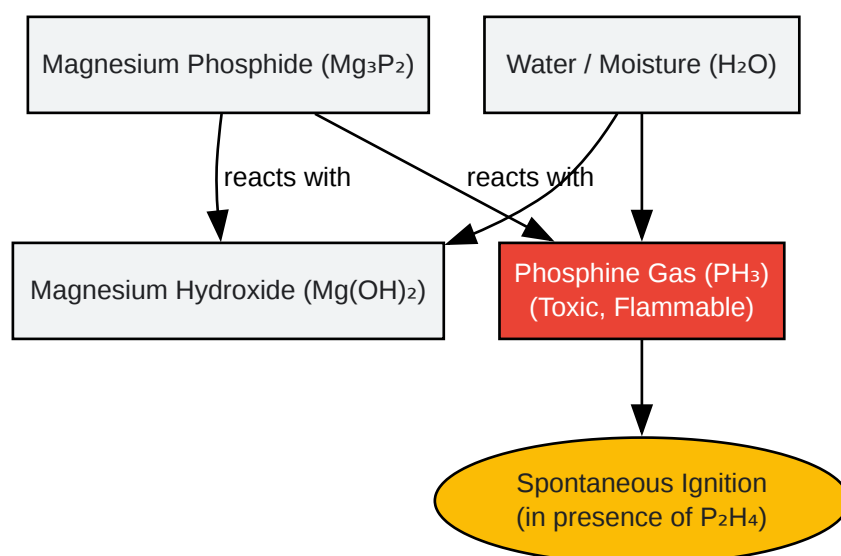 Magnesium Phosphide (Mg₃P₂)
Water / Moisture (H₂O)
reacts with
reacts with
Magnesium Hydroxide (Mg(OH)₂)
Phosphine Gas (PH₃)
(Toxic, Flammable)
Spontaneous Ignition
(in presence of P₂H₄)